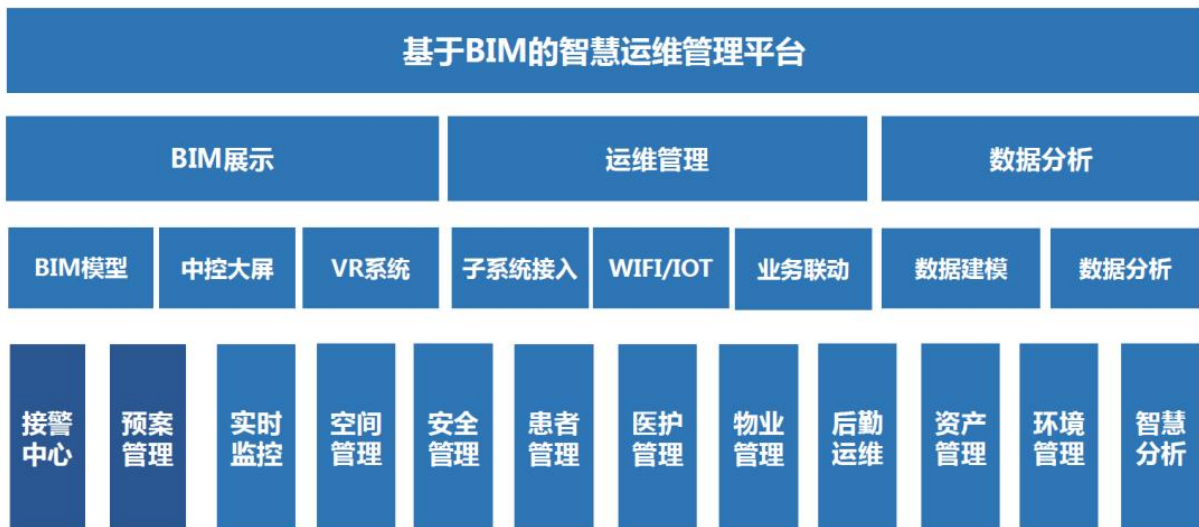 基于BIM的智慧运维管理平台
BIM展示
运维管理
数据分析
BIM模型
中控大屏
VR系统
子系统接入
WIFI/IOT
业务联动
数据建模
数据分析
接警
中心
预案
管理
实时
监控
空间
管理
安全
管理
患者
管理
医护
管理
物业
管理
后勤
运维
资产
管理
环境
管理
智慧
分析